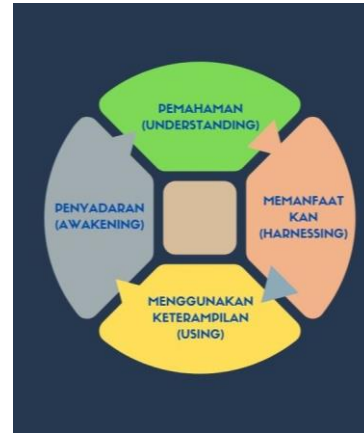 PEMAHAMAN
(UNDERSTANDING)
PENYADARAN
(AWAKENING)
MEMANFAAT
KAN
(HARNESSING)
MENGGUNAKAN
KETERAMPILAN
(USING)